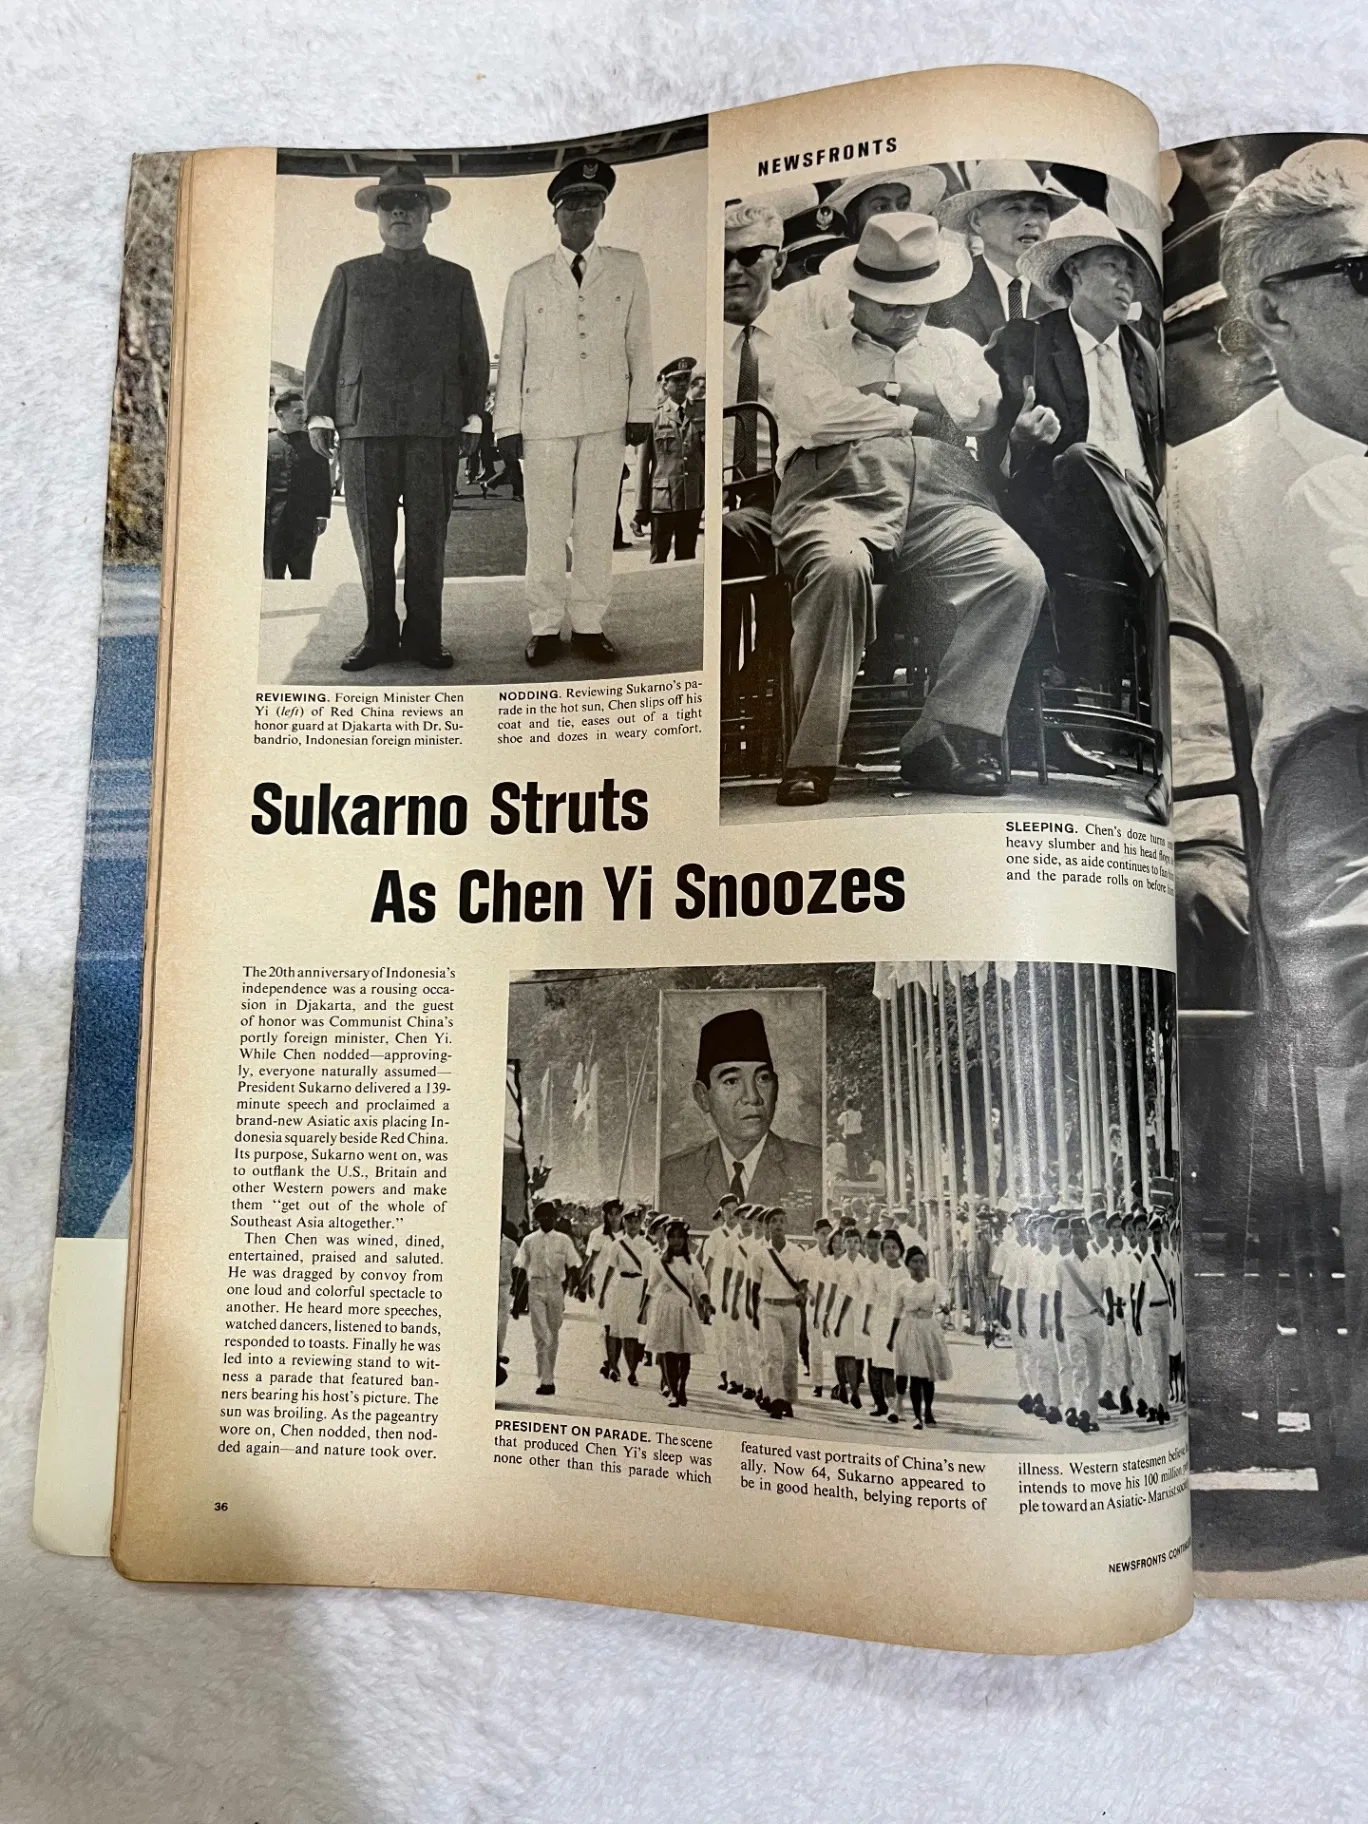 NEWSFRONTS
REVIEWING. Foreign Minister Chen
Yi (left) of Red China reviews an
honor guard at Djakarta with Dr. Su-
bandrio, Indonesian foreign minister.
NODDING. Reviewing Sukarno's pa-
rade in the hot sun, Chen slips off his
coat and tie, eases out of a tight
shoe and dozes in weary comfort.
SLEEPING. Chen's doze turns
heavy slumber and his head
one side, as aide continues to
and the parade rolls on before
Sukarno Struts
As Chen Yi Snoozes
The 20th anniversary of Indonesia's
independence was a rousing occa-
sion in Djakarta, and the guest
of honor was Communist China's
portly foreign minister, Chen Yi.
While Chen nodded—approving-
ly, everyone naturally assumed—
President Sukarno delivered a 139-
minute speech and proclaimed a
brand-new Asiatic axis placing In-
donesia squarely beside Red China.
Its purpose, Sukarno went on, was
to outflank the U.S., Britain and
other Western powers and make
them "get out of the whole of
Southeast Asia altogether."
Then Chen was wined, dined,
entertained, praised and saluted.
He was dragged by convoy from
one loud and colorful spectacle to
another. He heard more speeches,
watched dancers, listened to bands,
responded to toasts. Finally he was
led into a reviewing stand to wit-
ness a parade that featured ban-
ners bearing his host's picture. The
sun was broiling. As the pageantry
wore on, Chen nodded, then nod-
ded again—and nature took over.
PRESIDENT ON PARADE. The scene
that produced Chen Yi's sleep was
none other than this parade which
featured vast portraits of China's new
ally. Now 64, Sukarno appeared to
be in good health, belying reports of
illness. Western statesmen believe
intends to move his 100 million
ple toward an Asiatic-Marxist
36
NEWSFRONTS